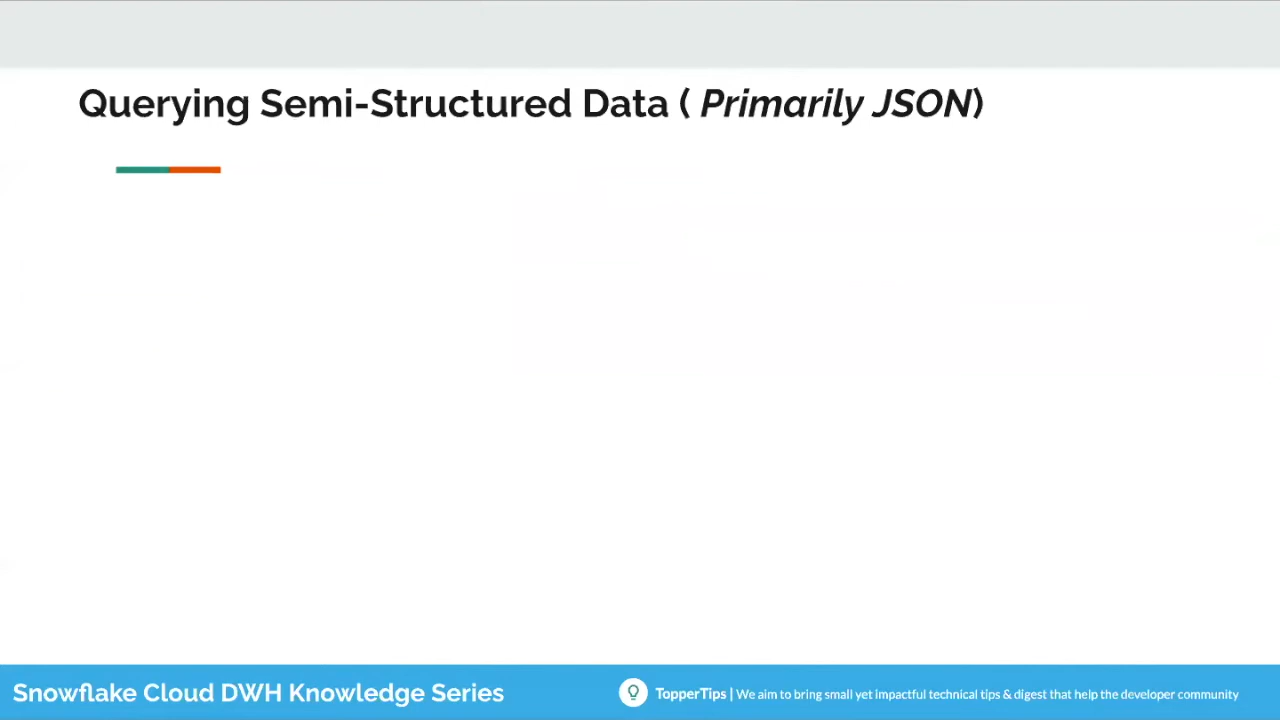 Querying Semi-Structured Data ( Primarily JSON)
Snowflake Cloud DWH Knowledge Series
TopperTips | We aim to bring small yet impactful technical tips & digest that help the developer community